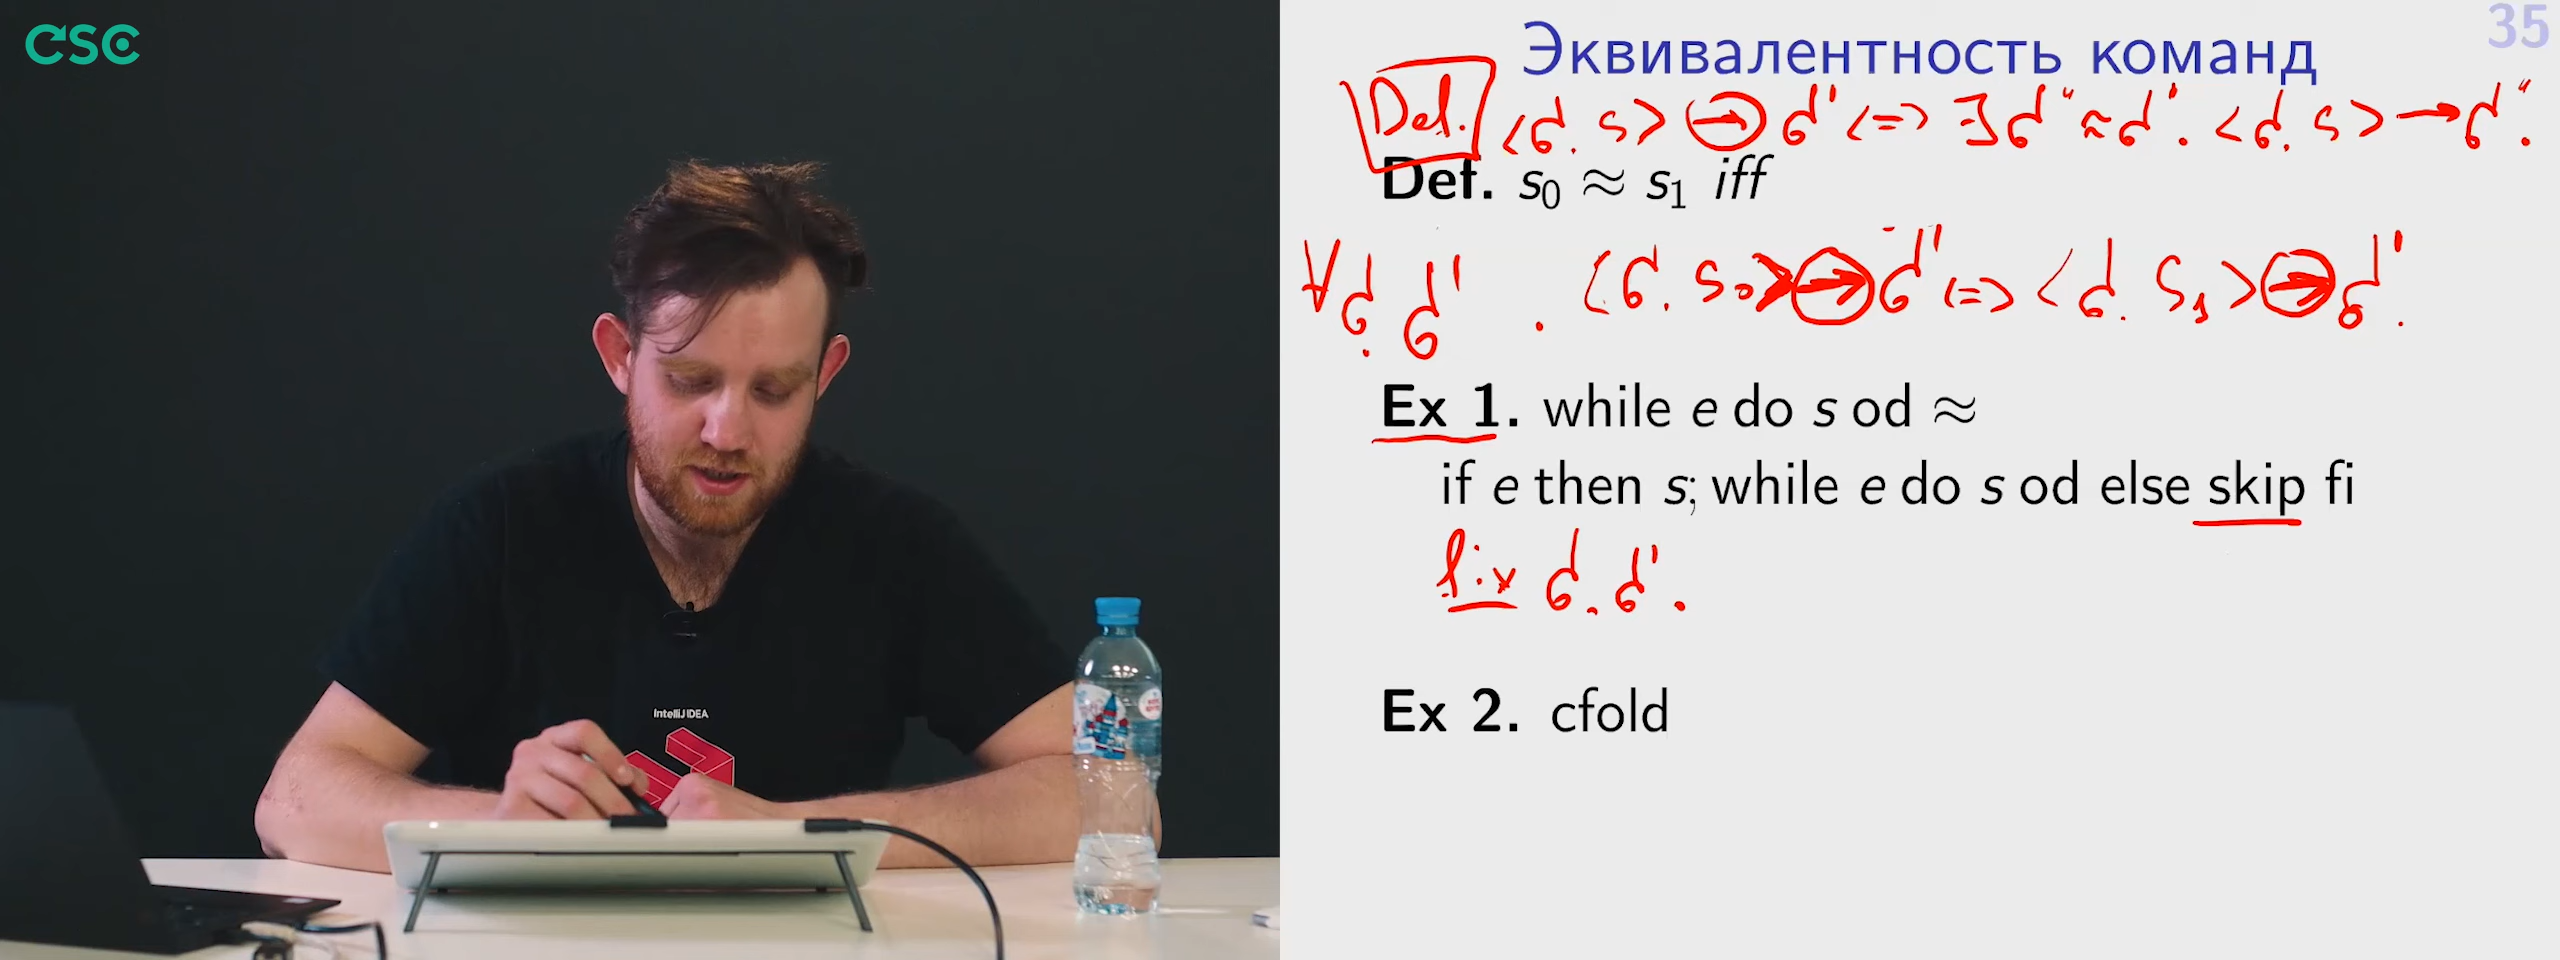 CSC
35
Эквивалентность команд
Def. <σ, s> → σ' <=> ∃σ'' ≈ σ'. <σ, s> → σ''.
Def. s₀ ≈ s₁ iff
∀σ, σ'. <σ, s₀> → σ' <=> <σ, s₁> → σ'.
Ex 1. while e do s od ≈
if e then s; while e do s od else skip fi
fix σ, σ'.
Ex 2. cfold
IntelliJ IDEA